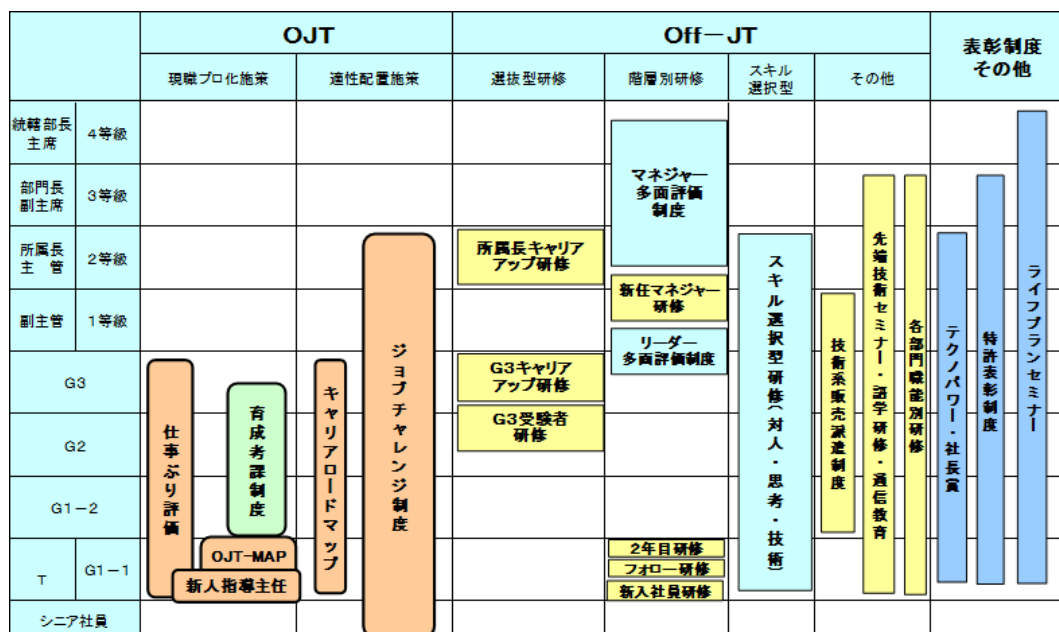 OJT
Off-JT
表彰制度
その他
現職プロ化施策
適性配置施策
選抜型研修
階層別研修
スキル
選択型
その他
統轄部長
主席
4等級
部門長
副主席
3等級
所属長
主　管
2等級
副主管
1等級
G3
G2
G1-2
T
G1-1
シニア社員
仕事ぶり評価
育成考課制度
OJT-MAP
新人指導主任
キャリアロードマップ
ジョブチャレンジ制度
所属長キャリア
アップ研修
G3キャリア
アップ研修
G3受験者
研修
マネジャー
多面評価
制度
新任マネジャー
研修
リーダー
多面評価制度
2年目研修
フォロー研修
新入社員研修
スキル選択型研修(対人・思考・技術)
技術系販売派遣制度
先端技術セミナー・語学研修・通信教育
各部門職能別研修
テクノパワー・社長賞
特許表彰制度
ライフプランセミナー